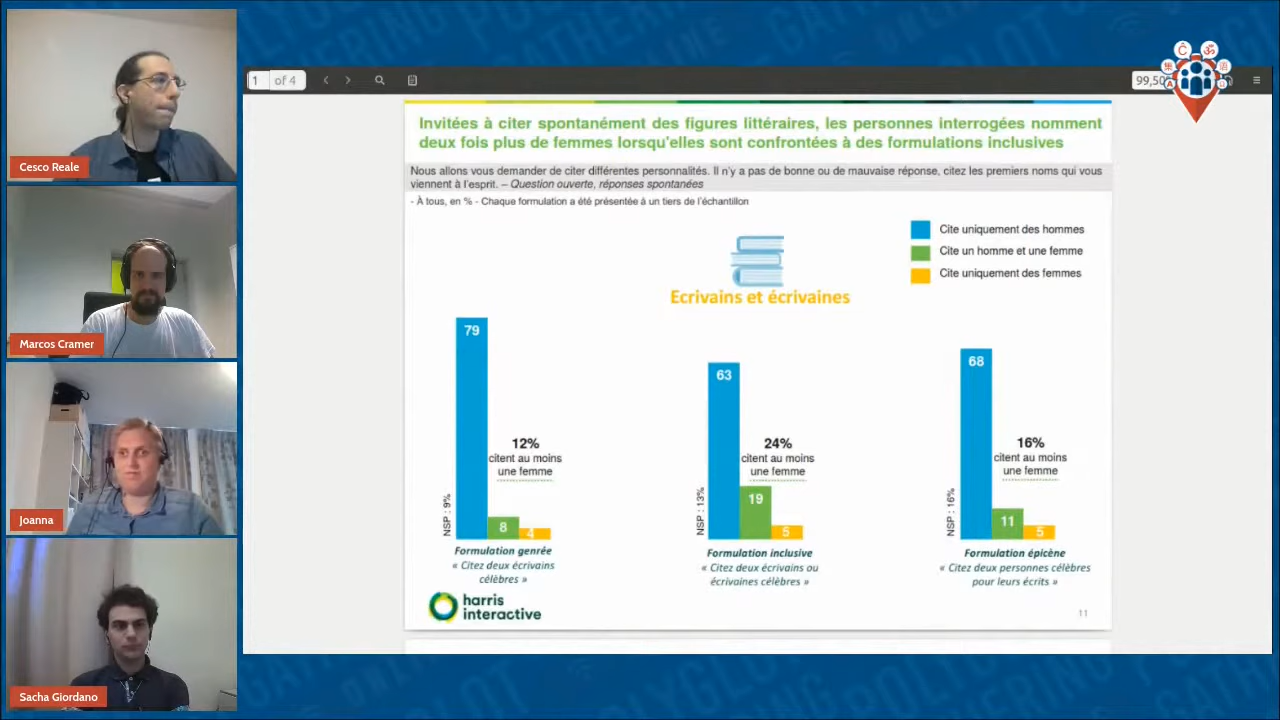 Cesco Reale
Marcos Cramer
Joanna
Sacha Giordano
1 of 4
Invitées à citer spontanément des figures littéraires, les personnes interrogées nomment
deux fois plus de femmes lorsqu'elles sont confrontées à des formulations inclusives
Nous allons vous demander de citer différentes personnalités. Il n'y a pas de bonne ou de mauvaise réponse, citez les premiers noms qui vous
viennent à l'esprit. – Question ouverte, réponses spontanées
- À tous, en % - Chaque formulation a été présentée à un tiers de l'échantillon
Cite uniquement des hommes
Cite un homme et une femme
Cite uniquement des femmes
Ecrivains et écrivaines
79
8
4
NSP : 9%
12%
citent au moins
une femme
Formulation genrée
« Citez deux écrivains
célèbres »
63
19
5
NSP : 13%
24%
citent au moins
une femme
Formulation inclusive
« Citez deux écrivains ou
écrivaines célèbres »
68
11
5
NSP : 16%
16%
citent au moins
une femme
Formulation épicène
« Citez deux personnes célèbres
pour leurs écrits »
harris
interactive
11